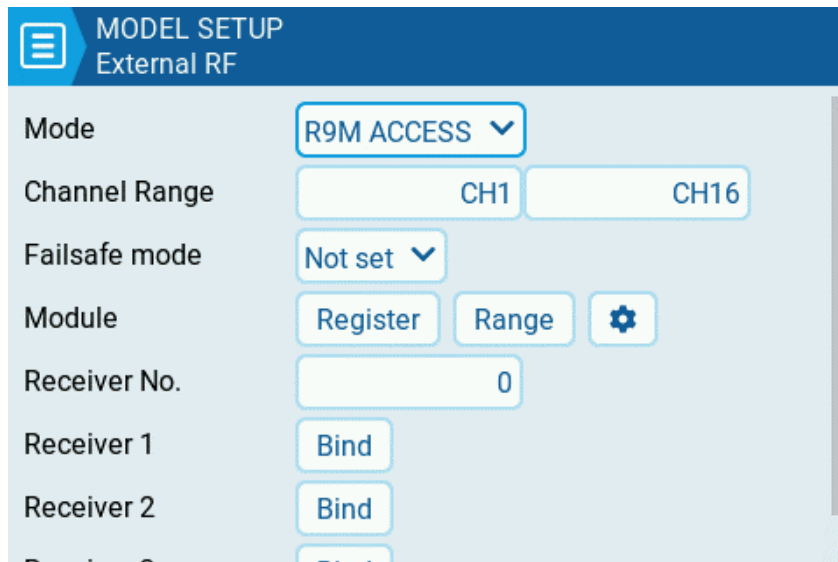 MODEL SETUP
External RF
Mode R9M ACCESS
Channel Range CH1 CH16
Failsafe mode Not set
Module Register Range
Receiver No. 0
Receiver 1 Bind
Receiver 2 Bind